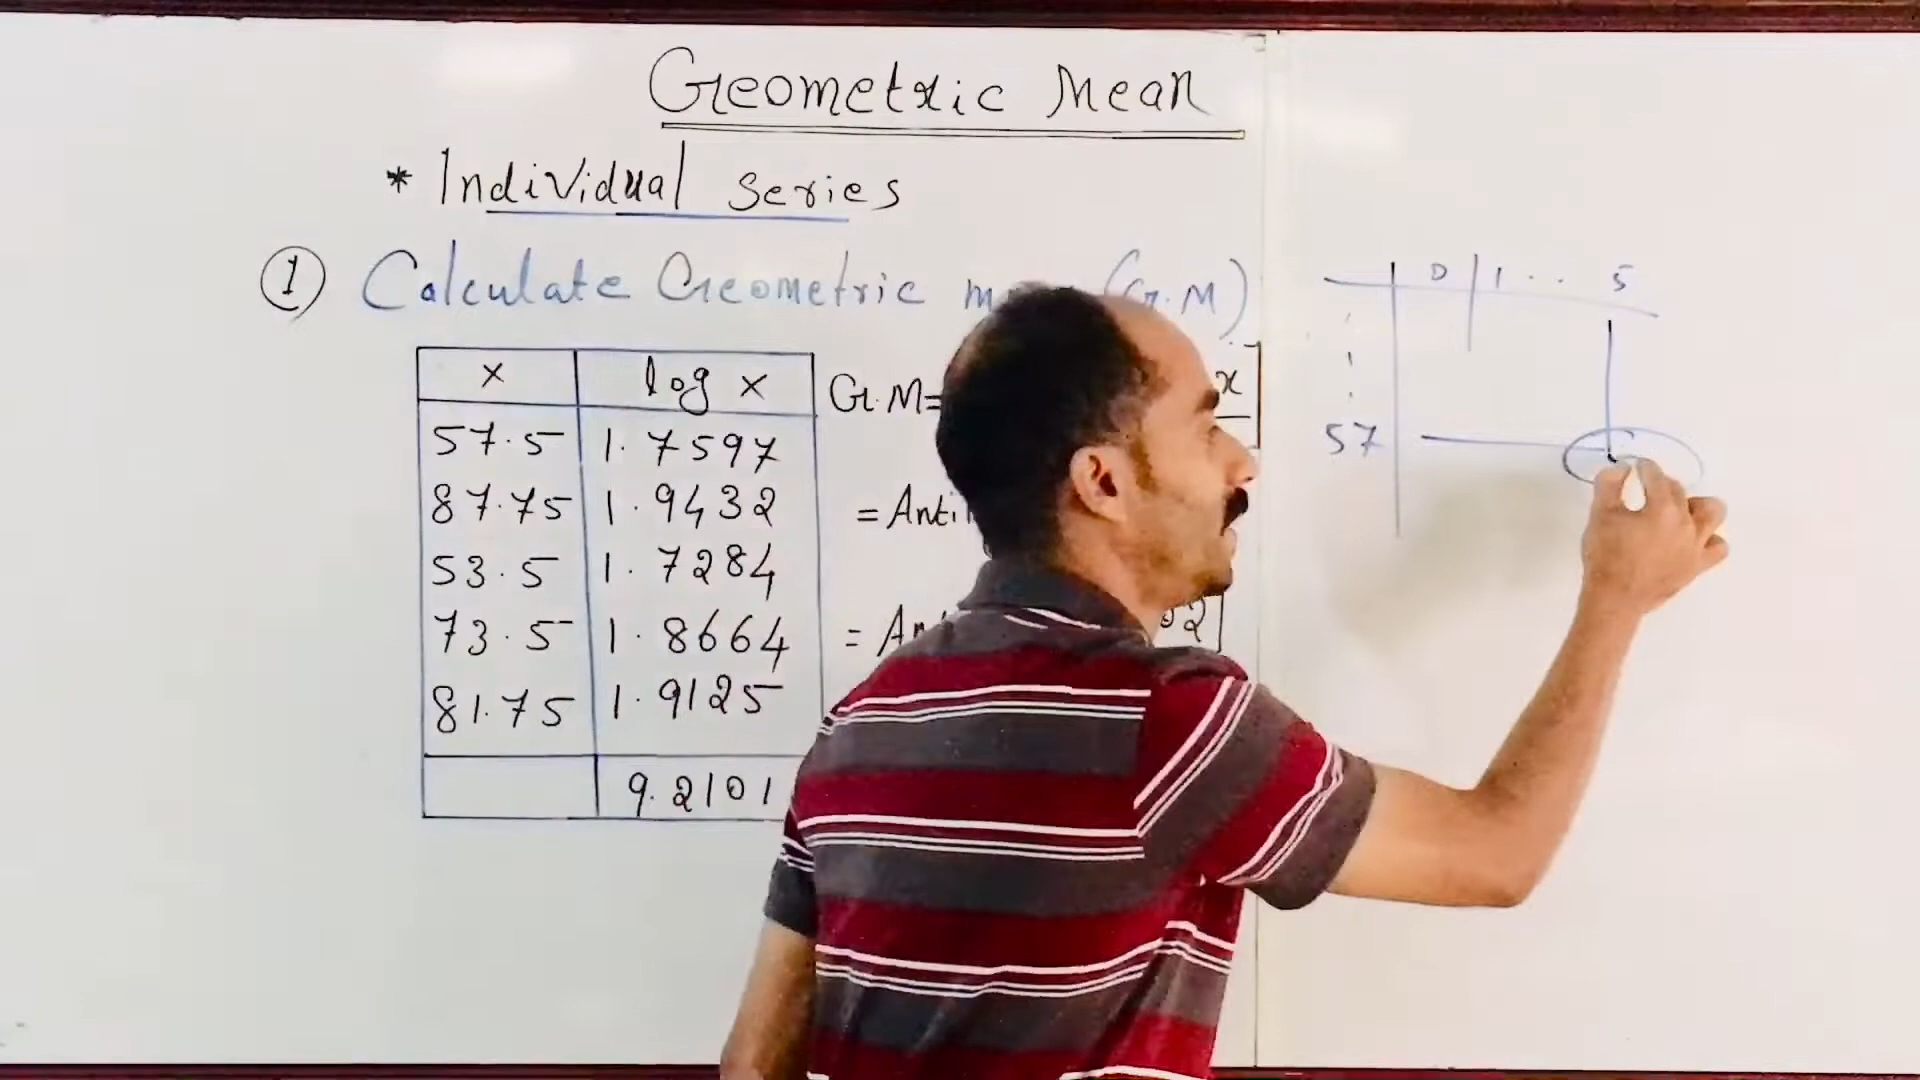 Geometric Mean
* Individual series
① Calculate Geometric (G.M)
x log x
57.5 1.7597
87.75 1.9432
53.5 1.7284
73.5 1.8664
81.75 1.9125
9.2101
G.M= x
=
=
0 1 .. 5
57